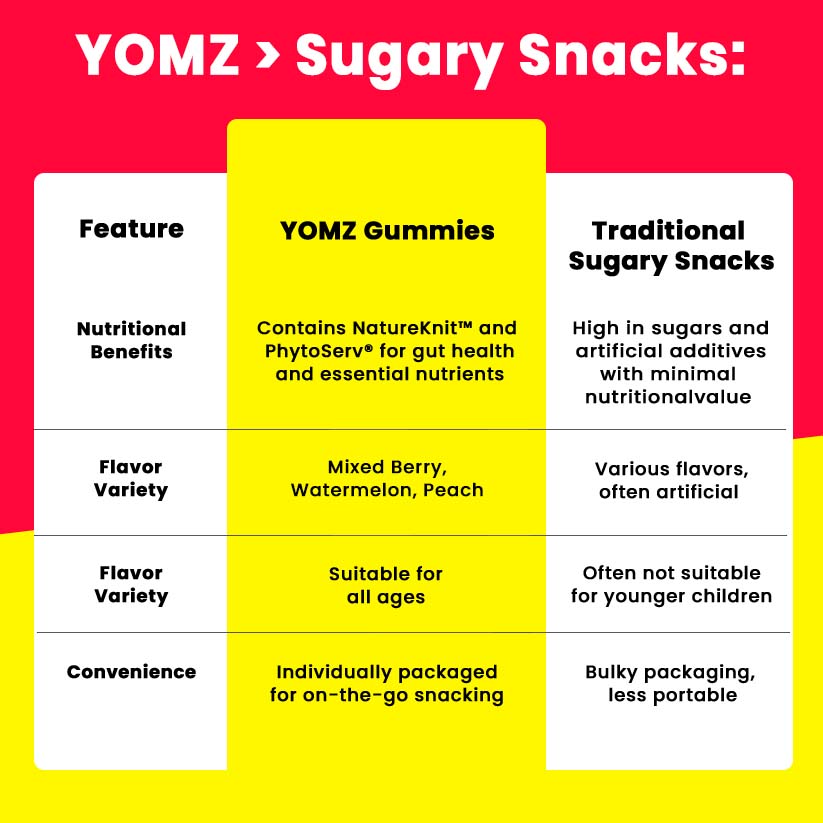 YOMZ > Sugary Snacks:
Feature
YOMZ Gummies
Traditional
Sugary Snacks
Nutritional
Benefits
Contains NatureKnit™ and
PhytoServ® for gut health
and essential nutrients
High in sugars and
artificial additives
with minimal
nutritionalvalue
Flavor
Variety
Mixed Berry,
Watermelon, Peach
Various flavors,
often artificial
Flavor
Variety
Suitable for
all ages
Often not suitable
for younger children
Convenience
Individually packaged
for on-the-go snacking
Bulky packaging,
less portable